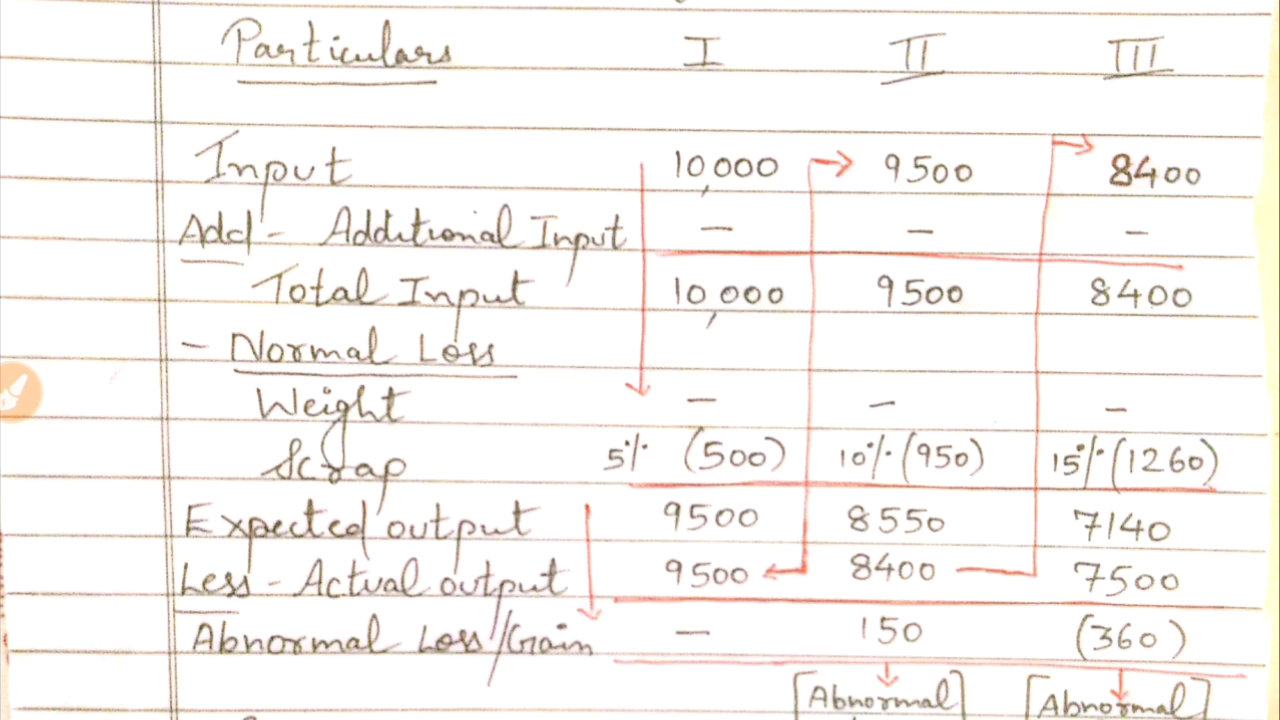 Particulars I II III
Input 10,000 9500 8400
Add - Additional Input — — —
Total Input 10,000 9500 8400
- Normal Loss
Weight — — —
Scrap 5% (500) 10% (950) 15% (1260)
Expected output 9500 8550 7140
Less - Actual output 9500 8400 7500
Abnormal Loss/Gain — 150 (360)
[Abnormal] [Abnormal]